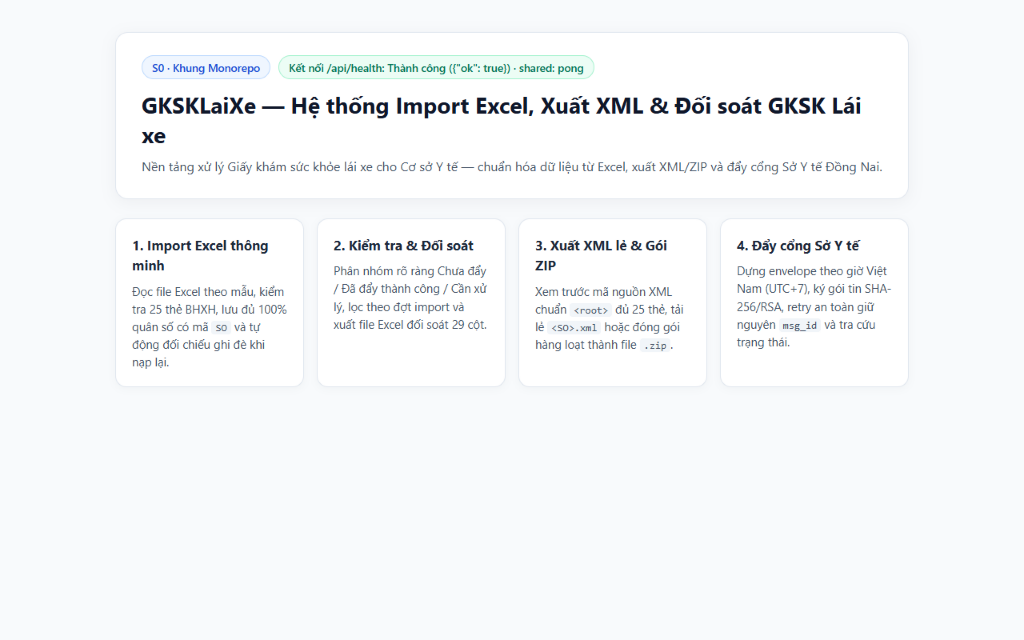 S0 · Khung Monorepo
Kết nối /api/health: Thành công ({"ok": true}) · shared: pong
GKSKLaiXe — Hệ thống Import Excel, Xuất XML & Đối soát GKSK Lái
xe
Nền tảng xử lý Giấy khám sức khỏe lái xe cho Cơ sở Y tế — chuẩn hóa dữ liệu từ Excel, xuất XML/ZIP và đẩy cổng Sở Y tế Đồng Nai.
1. Import Excel thông
minh
Đọc file Excel theo mẫu, kiểm
tra 25 thẻ BHXH, lưu đủ 100%
quân số có mã SO và tự
động đối chiếu ghi đè khi
nạp lại.
2. Kiểm tra & Đối soát
Phân nhóm rõ ràng Chưa đẩy
/ Đã đẩy thành công / Cần xử
lý, lọc theo đợt import và
xuất file Excel đối soát 29 cột.
3. Xuất XML lẻ & Gói
ZIP
Xem trước mã nguồn XML
chuẩn <root> đủ 25 thẻ, tải
lẻ <SO>.xml hoặc đóng gói
hàng loạt thành file .zip.
4. Đẩy cổng Sở Y tế
Dựng envelope theo giờ Việt
Nam (UTC+7), ký gói tin SHA-
256/RSA, retry an toàn giữ
nguyên msg_id và tra cứu
trạng thái.